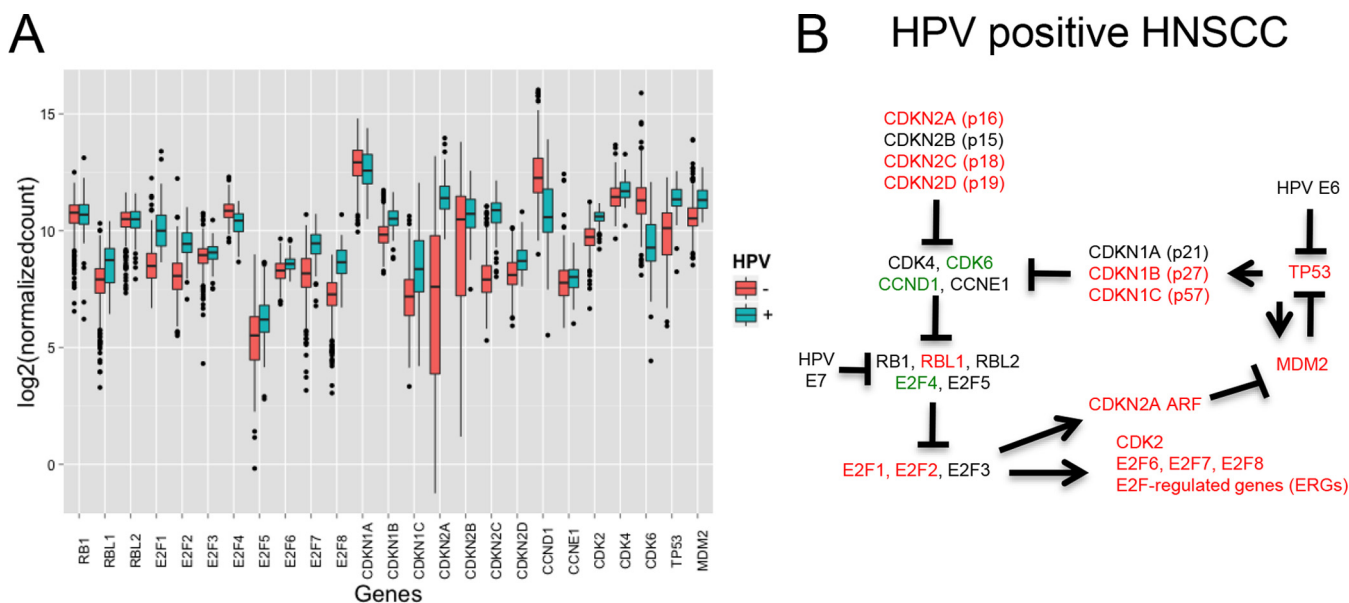 A
log2(normalizedcount)
15
10
5
0
RB1
RBL1
RBL2
E2F1
E2F2
E2F3
E2F4
E2F5
E2F6
E2F7
E2F8
CDKN1A
CDKN1B
CDKN1C
CDKN2A
CDKN2B
CDKN2C
CDKN2D
CCND1
CCNE1
CDK2
CDK4
CDK6
TP53
MDM2
Genes
HPV
-
+
B
HPV positive HNSCC
CDKN2A (p16)
CDKN2B (p15)
CDKN2C (p18)
CDKN2D (p19)
CDK4, CDK6
CCND1, CCNE1
CDKN1A (p21)
CDKN1B (p27)
CDKN1C (p57)
HPV E6
TP53
MDM2
HPV
E7
RB1, RBL1, RBL2
E2F4, E2F5
CDKN2A ARF
E2F1, E2F2, E2F3
CDK2
E2F6, E2F7, E2F8
E2F-regulated genes (ERGs)